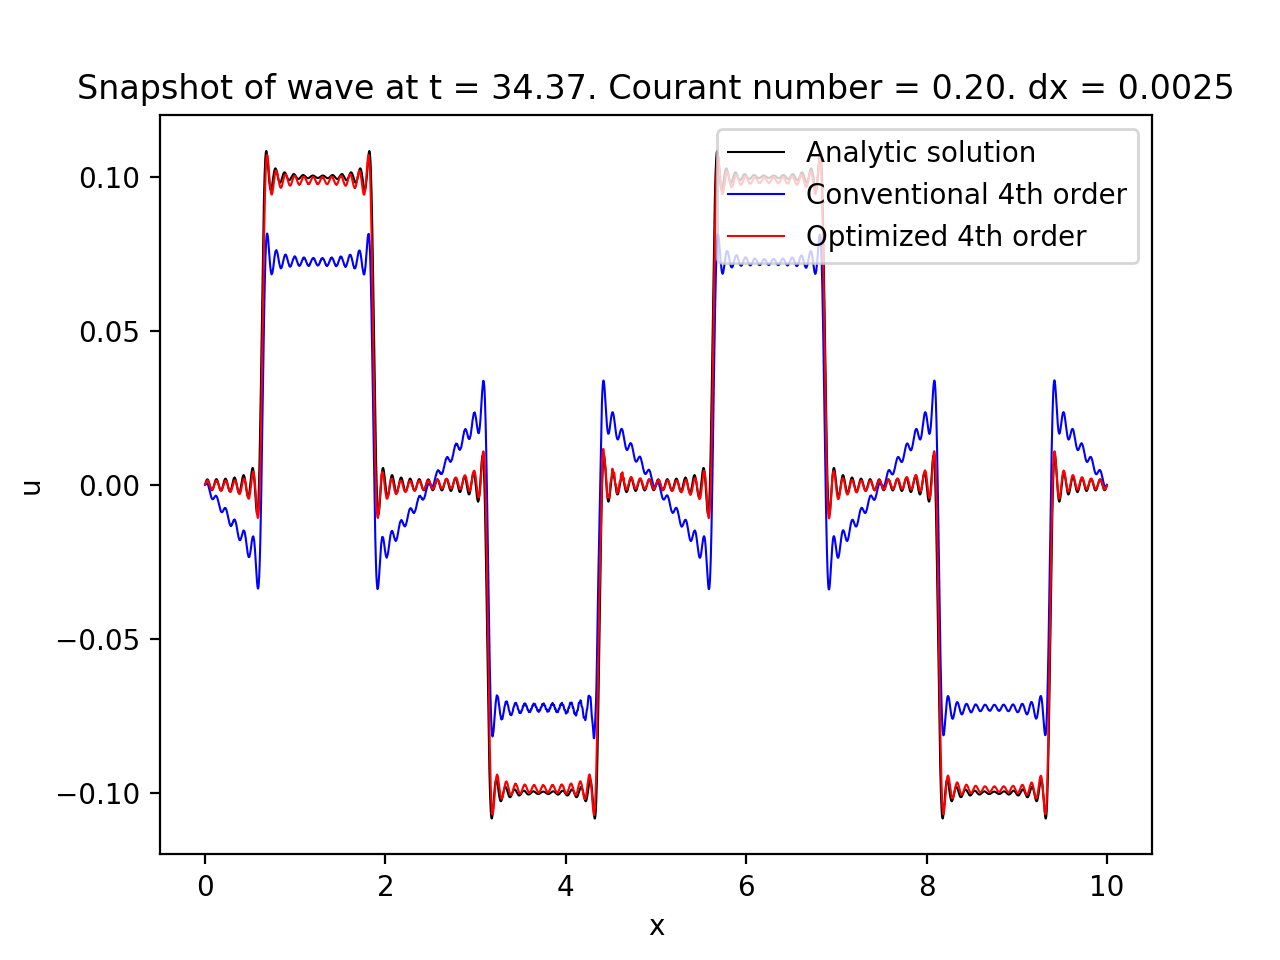 Snapshot of wave at t = 34.37. Courant number = 0.20. dx = 0.0025
Analytic solution
Conventional 4th order
Optimized 4th order
0.10
0.05
0.00
−0.05
−0.10
u
0 2 4 6 8 10
x